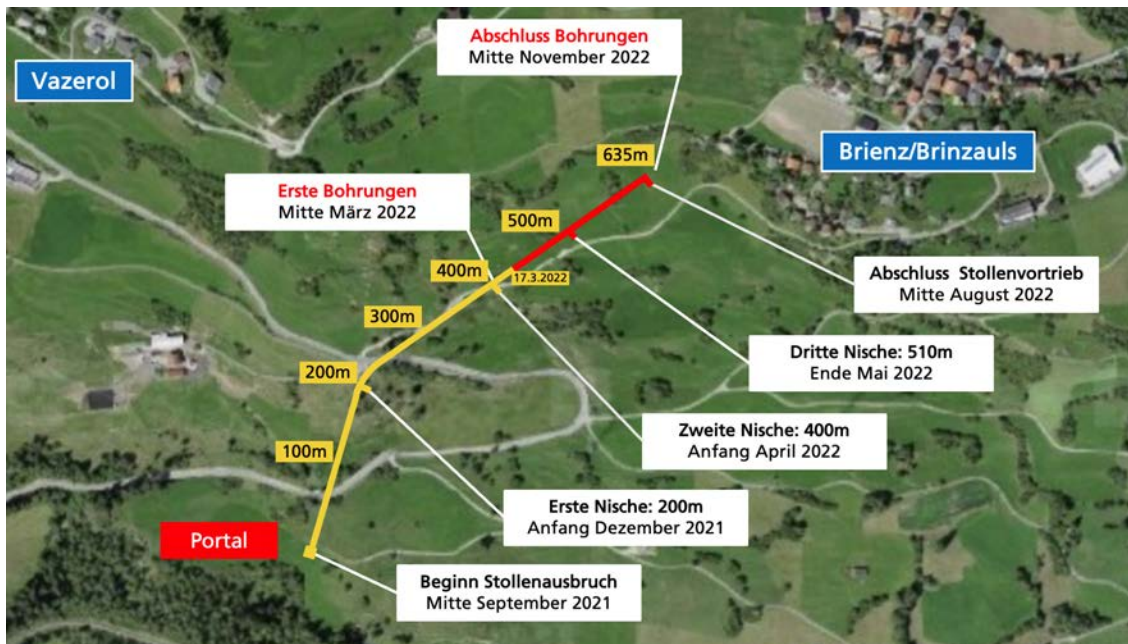 Abschluss Bohrungen
Mitte November 2022
Vazerol
Brienz/Brinzauls
635m
Erste Bohrungen
Mitte März 2022
500m
400m
17.3.2022
Abschluss Stollenvortrieb
Mitte August 2022
300m
Dritte Nische: 510m
Ende Mai 2022
200m
Zweite Nische: 400m
Anfang April 2022
100m
Erste Nische: 200m
Anfang Dezember 2021
Portal
Beginn Stollenausbruch
Mitte September 2021